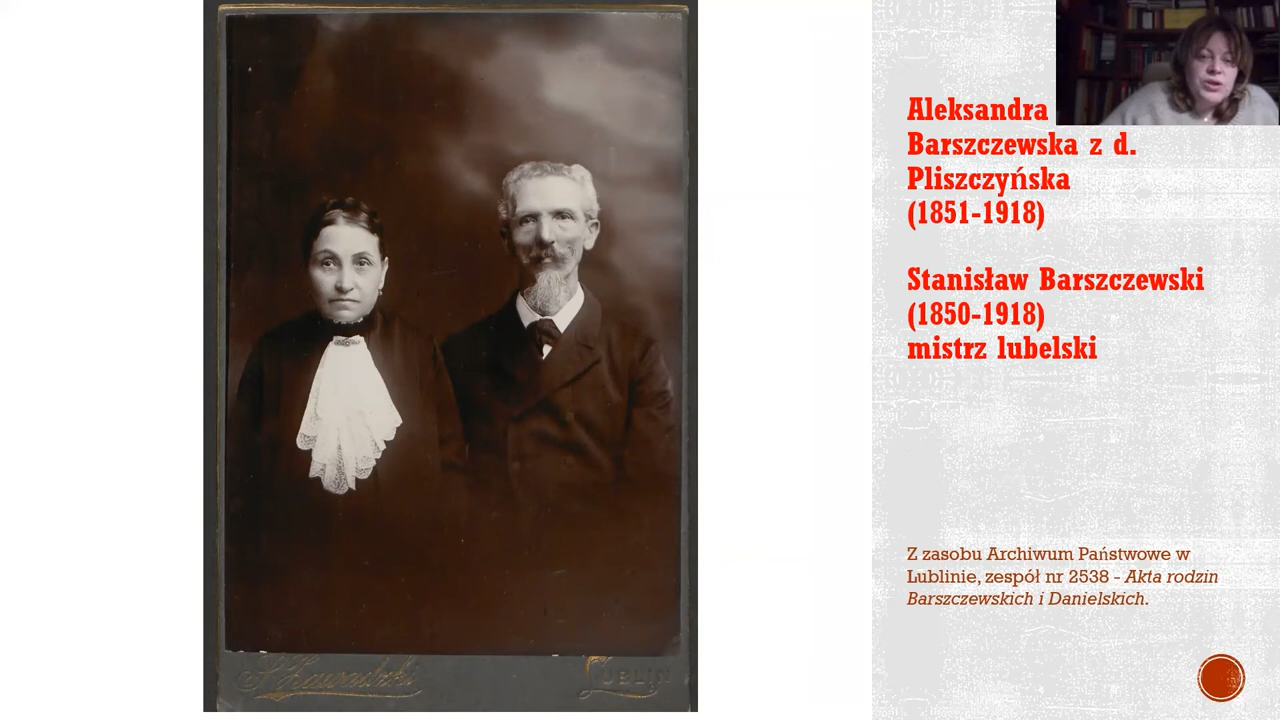 Aleksandra
Barszczewska z d.
Pliszczyńska
(1851-1918)
Stanisław Barszczewski
(1850-1918)
mistrz lubelski
Z zasobu Archiwum Państwowe w
Lublinie, zespół nr 2538 - Akta rodzin
Barszczewskich i Danielskich.
Zawadzki LUBLIN